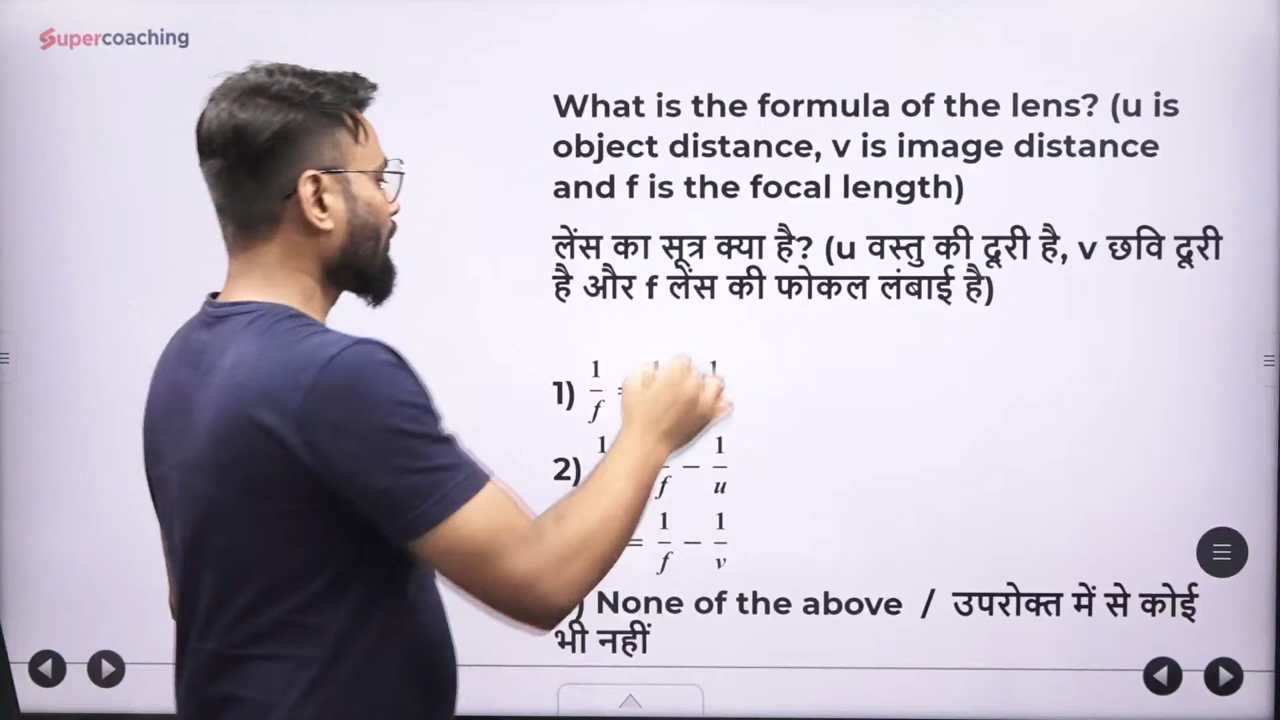 Supercoaching
What is the formula of the lens? (u is
object distance, v is image distance
and f is the focal length)
लेंस का सूत्र क्या है? (u वस्तु की दूरी है, v छवि दूरी
है और f लेंस की फोकल लंबाई है)
1) 1/f
2) 1 f − 1/u
= 1/f − 1/v
) None of the above / उपरोक्त में से कोई
भी नहीं